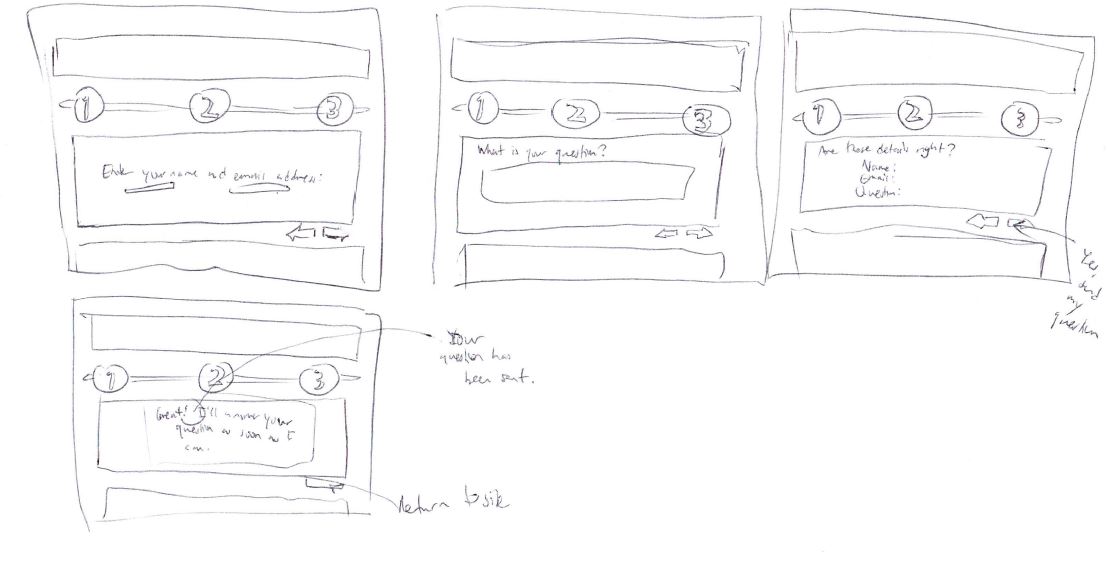 1 2 3
Enter your name and email address:
1 2 3
What is your question?
1 2 3
Are these details right?
Name:
Email:
Question:
Yes, send
my
question
1 2 3
Great! I'll answer your
question as soon as I
can.
Your
question has
been sent.
Return to site